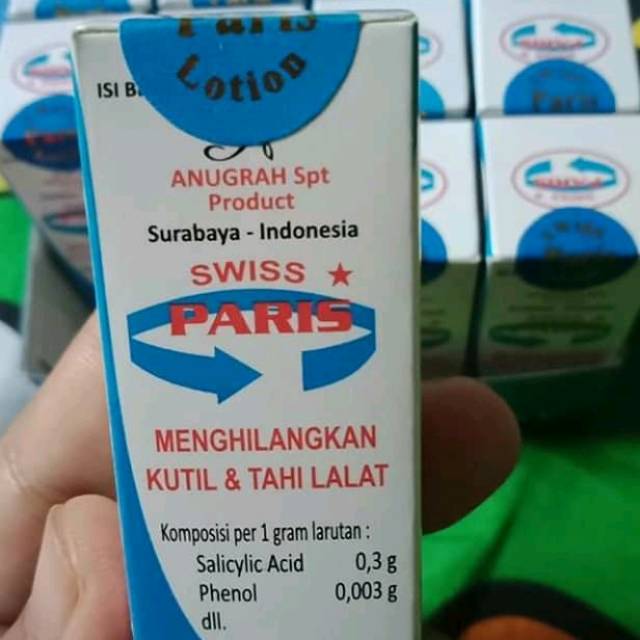 Paris
Lotion
ISI
ANUGRAH Spt
Product
Surabaya - Indonesia
SWISS
PARIS
MENGHILANGKAN
KUTIL & TAHI LALAT
Komposisi per 1 gram larutan :
Salicylic Acid 0,3 g
Phenol 0,003 g
dll.